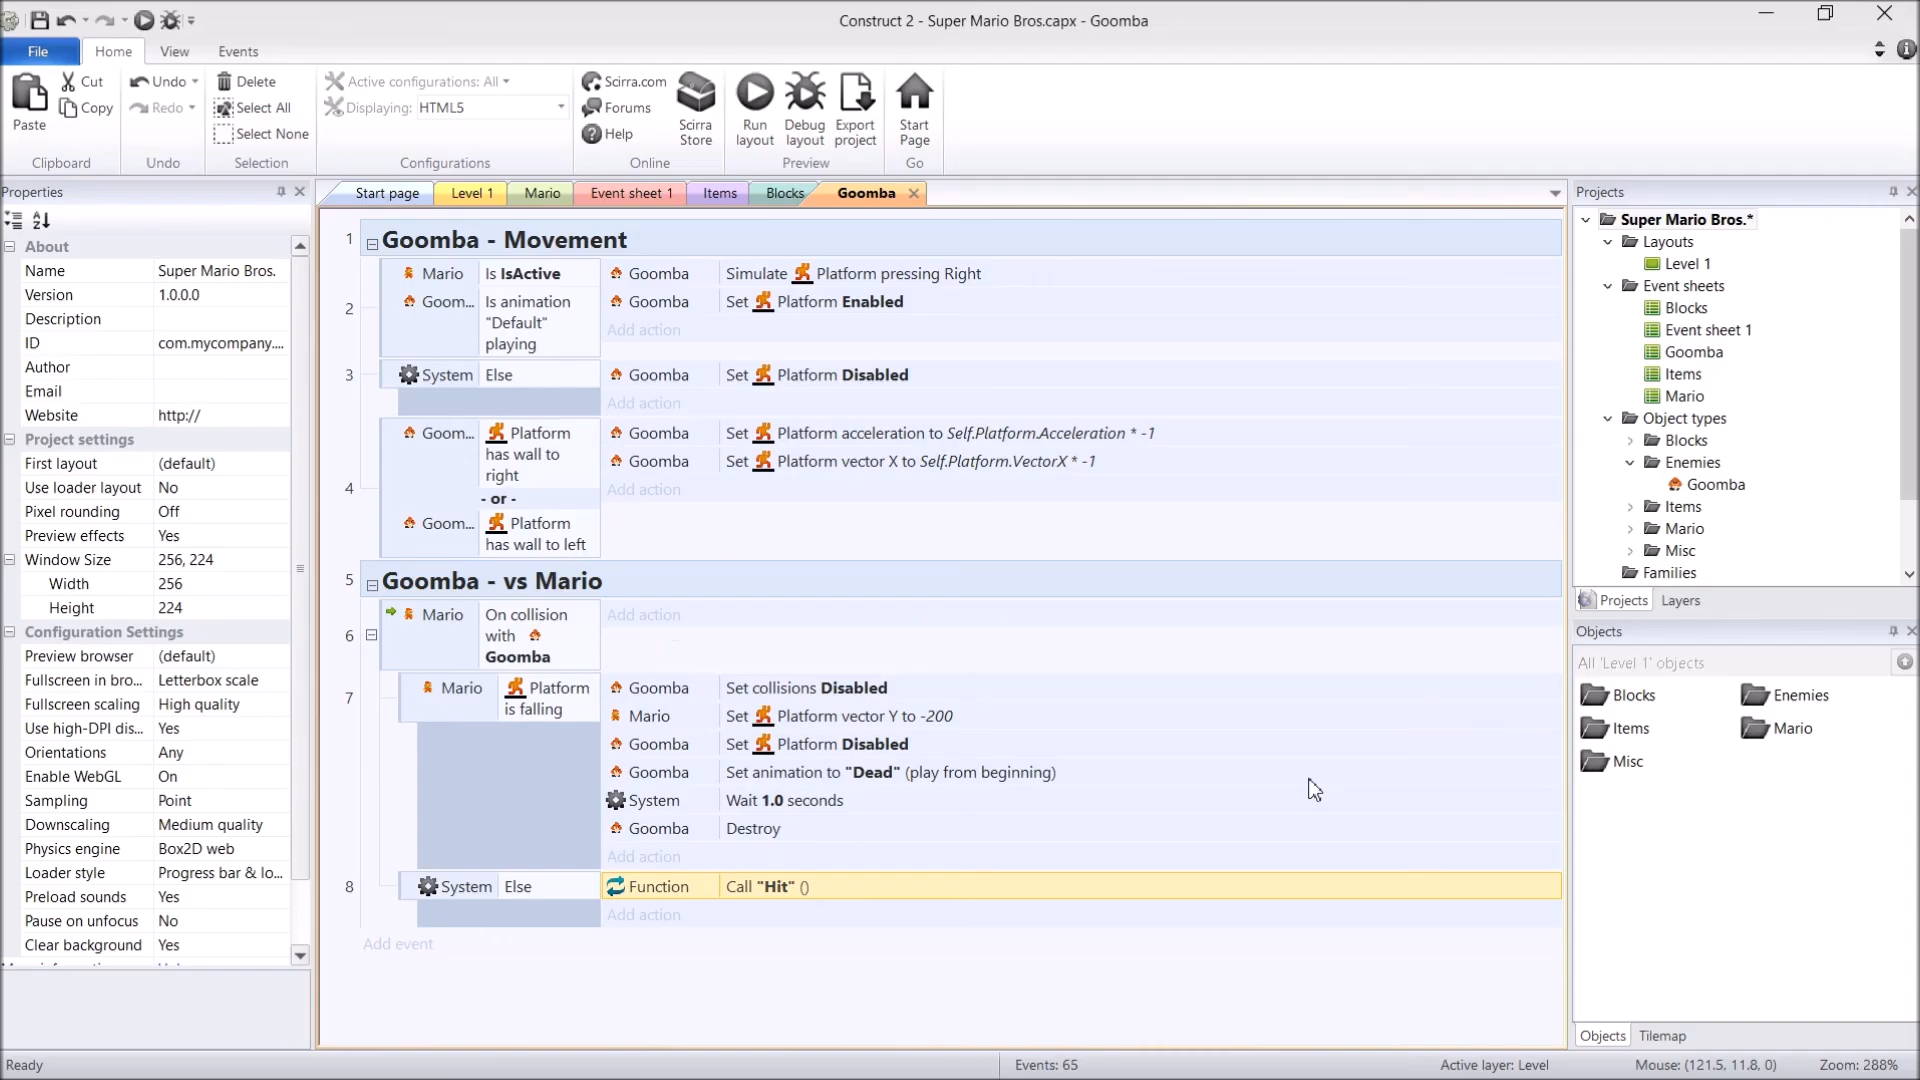 Construct 2 - Super Mario Bros.capx - Goomba
File
Home
View
Events
Paste
Cut
Copy
Clipboard
Undo
Redo
Undo
Delete
Select All
Select None
Selection
Active configurations: All
Displaying: HTML5
Configurations
Scirra.com
Forums
Help
Scirra Store
Online
Run layout
Debug layout
Export project
Preview
Start Page
Go
Properties
About
Name Super Mario Bros.
Version 1.0.0.0
Description
ID com.mycompany....
Author
Email
Website http://
Project settings
First layout (default)
Use loader layout No
Pixel rounding Off
Preview effects Yes
Window Size 256, 224
Width 256
Height 224
Configuration Settings
Preview browser (default)
Fullscreen in bro... Letterbox scale
Fullscreen scaling High quality
Use high-DPI dis... Yes
Orientations Any
Enable WebGL On
Sampling Point
Downscaling Medium quality
Physics engine Box2D web
Loader style Progress bar & lo...
Preload sounds Yes
Pause on unfocus No
Clear background Yes
Start page
Level 1
Mario
Event sheet 1
Items
Blocks
Goomba
1 Goomba - Movement
2
Mario Is IsActive
Goom... Is animation
"Default"
playing
Goomba Simulate Platform pressing Right
Goomba Set Platform Enabled
Add action
3 System Else
Goomba Set Platform Disabled
Add action
4
Goom... Platform
has wall to
right
- or -
Goom... Platform
has wall to left
Goomba Set Platform acceleration to Self.Platform.Acceleration * -1
Goomba Set Platform vector X to Self.Platform.VectorX * -1
Add action
5 Goomba - vs Mario
6
Mario On collision
with
Goomba
Add action
7
Mario Platform
is falling
Goomba Set collisions Disabled
Mario Set Platform vector Y to -200
Goomba Set Platform Disabled
Goomba Set animation to "Dead" (play from beginning)
System Wait 1.0 seconds
Goomba Destroy
Add action
8 System Else
Function Call "Hit" ()
Add action
Add event
Projects
Super Mario Bros.*
Layouts
Level 1
Event sheets
Blocks
Event sheet 1
Goomba
Items
Mario
Object types
Blocks
Enemies
Goomba
Items
Mario
Misc
Families
Projects
Layers
Objects
All 'Level 1' objects
Blocks
Enemies
Items
Mario
Misc
Objects
Tilemap
Ready
Events: 65
Active layer: Level
Mouse: (121.5, 11.8, 0)
Zoom: 288%